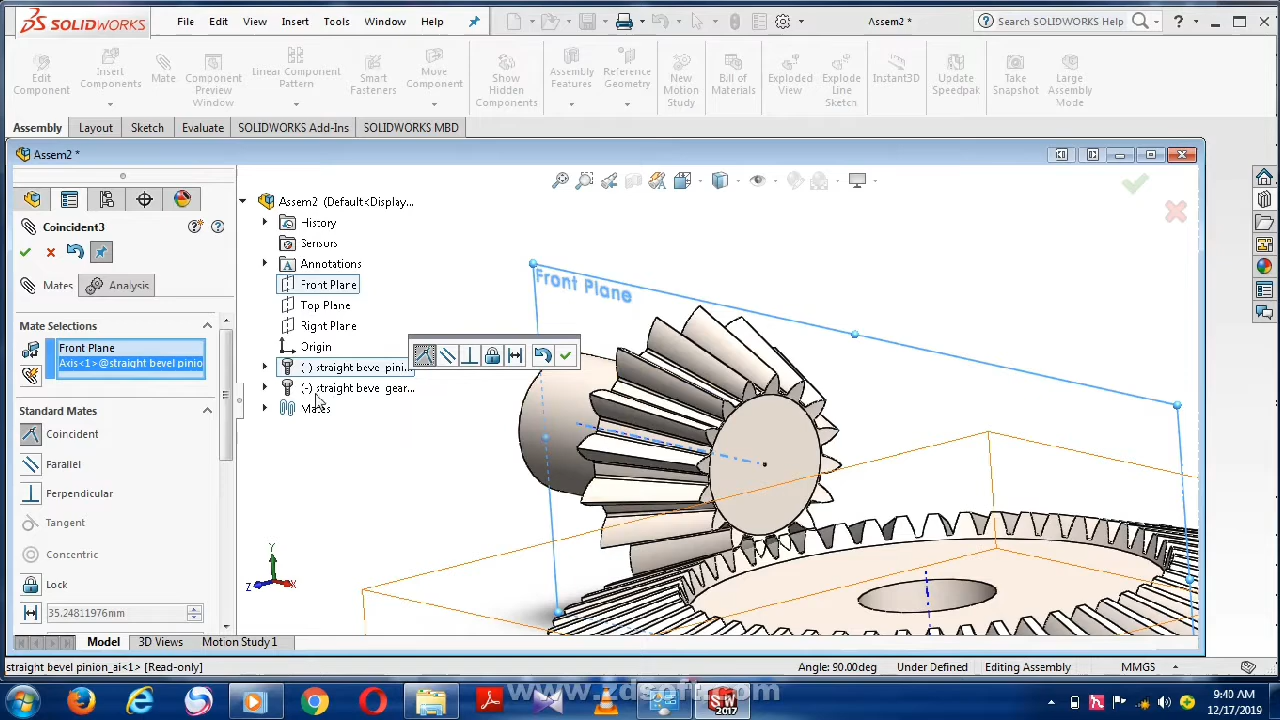 SOLIDWORKS File Edit View Insert Tools Window Help Assem2 * Search SOLIDWORKS Help
Edit Component
Insert Components
Mate
Component Preview Window
Linear Component Pattern
Smart Fasteners
Move Component
Show Hidden Components
Assembly Features
Reference Geometry
New Motion Study
Bill of Materials
Exploded View
Explode Line Sketch
Instant3D
Update Speedpak
Take Snapshot
Large Assembly Mode
Assembly Layout Sketch Evaluate SOLIDWORKS Add-Ins SOLIDWORKS MBD
Assem2 *
Coincident3
Mates Analysis
Mate Selections
Front Plane
Axis<1>@straight bevel pinio
Standard Mates
Coincident
Parallel
Perpendicular
Tangent
Concentric
Lock
35.24811976mm
Assem2 (Default<Display...
History
Sensors
Annotations
Front Plane
Top Plane
Right Plane
Origin
(-) straight beve pini...
(-) straight beve gear...
Mates
Front Plane
Y
Z X
Model 3D Views Motion Study 1
straight bevel pinion_ai<1> [Read-only] Angle: 90.00deg Under Defined Editing Assembly MMGS
www.zdsoft.com
SW
2017
9:40 AM
12/17/2019